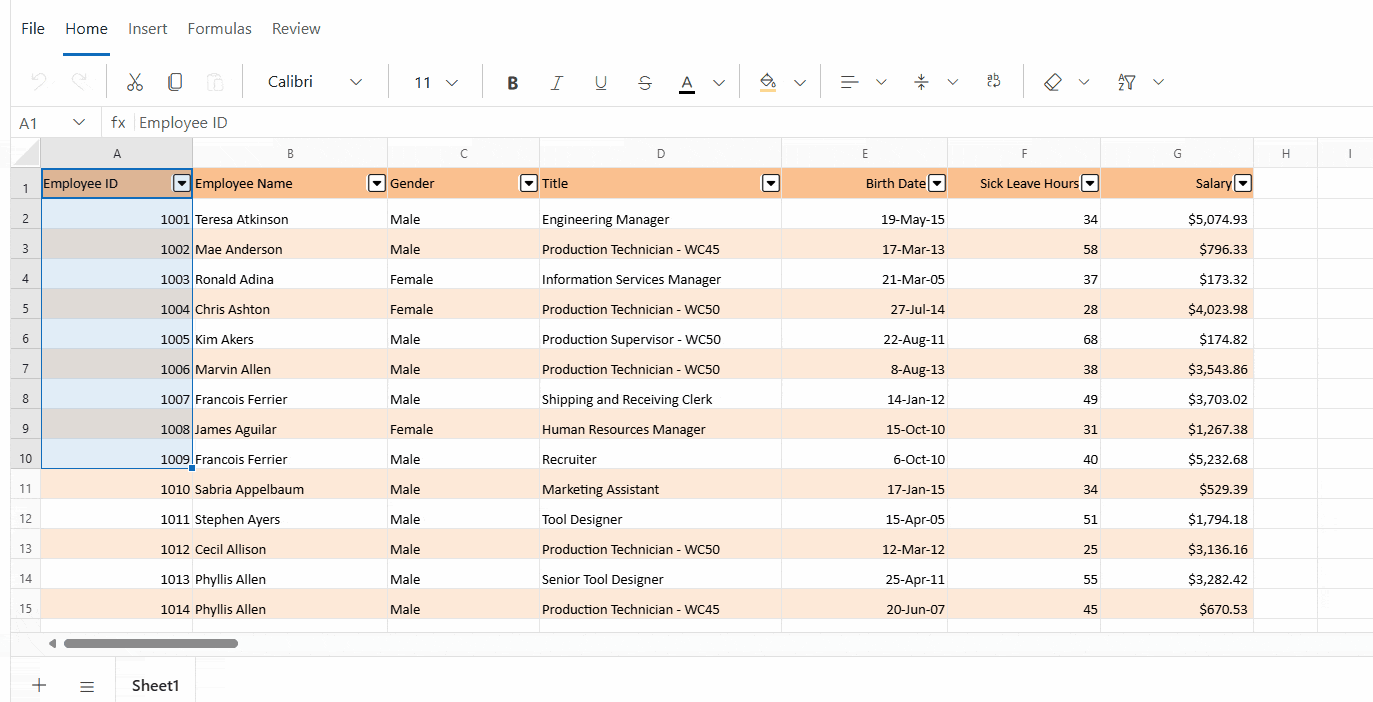 File Home Insert Formulas Review
Calibri 11 B I U S A ab A Z
A1 fx Employee ID
A B C D E F G H I
1 Employee ID Employee Name Gender Title Birth Date Sick Leave Hours Salary
2 1001 Teresa Atkinson Male Engineering Manager 19-May-15 34 $5,074.93
3 1002 Mae Anderson Male Production Technician - WC45 17-Mar-13 58 $796.33
4 1003 Ronald Adina Female Information Services Manager 21-Mar-05 37 $173.32
5 1004 Chris Ashton Female Production Technician - WC50 27-Jul-14 28 $4,023.98
6 1005 Kim Akers Male Production Supervisor - WC50 22-Aug-11 68 $174.82
7 1006 Marvin Allen Male Production Technician - WC50 8-Aug-13 38 $3,543.86
8 1007 Francois Ferrier Male Shipping and Receiving Clerk 14-Jan-12 49 $3,703.02
9 1008 James Aguilar Female Human Resources Manager 15-Oct-10 31 $1,267.38
10 1009 Francois Ferrier Male Recruiter 6-Oct-10 40 $5,232.68
11 1010 Sabria Appelbaum Male Marketing Assistant 17-Jan-15 34 $529.39
12 1011 Stephen Ayers Male Tool Designer 15-Apr-05 51 $1,794.18
13 1012 Cecil Allison Male Production Technician - WC50 12-Mar-12 25 $3,136.16
14 1013 Phyllis Allen Male Senior Tool Designer 25-Apr-11 55 $3,282.42
15 1014 Phyllis Allen Male Production Technician - WC45 20-Jun-07 45 $670.53
Sheet1